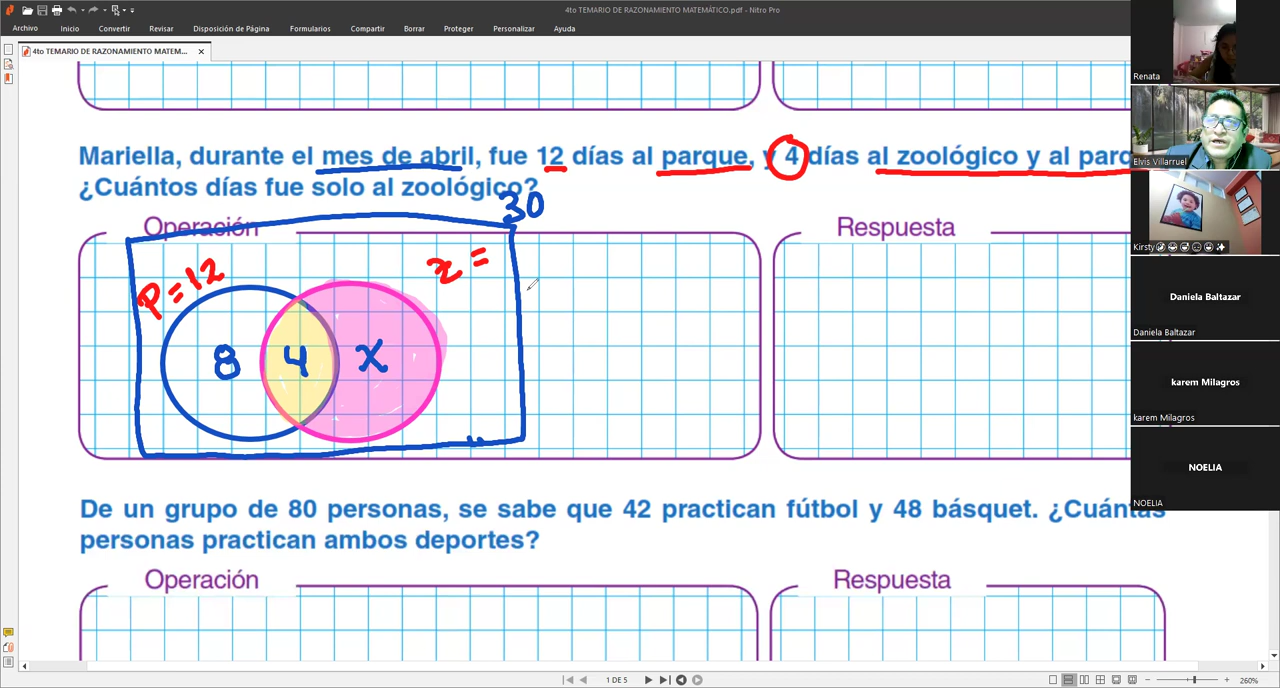 4to TEMARIO DE RAZONAMIENTO MATEMÁTICO.pdf - Nitro Pro
Archivo Inicio Convertir Revisar Disposición de Página Formularios Compartir Borrar Proteger Personalizar Ayuda
4to TEMARIO DE RAZONAMIENTO MATEM... ×
Renata
Elvis Villarruel
Kirsty
Daniela Baltazar
Daniela Baltazar
karem Milagros
karem Milagros
NOELIA
NOELIA
Mariella, durante el mes de abril, fue 12 días al parque, y 4 días al zoológico y al parq
¿Cuántos días fue solo al zoológico?
30
Operación
Respuesta
P = 12
z =
8 4 x
De un grupo de 80 personas, se sabe que 42 practican fútbol y 48 básquet. ¿Cuántas
personas practican ambos deportes?
Operación
Respuesta
1 DE 5
260%